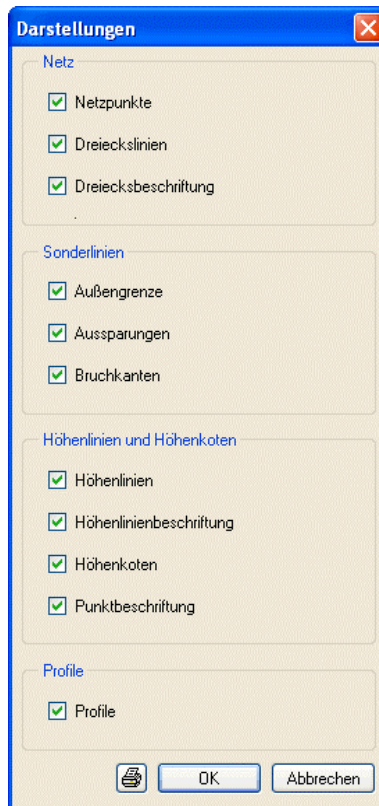 Darstellungen
Netz
Netzpunkte
Dreieckslinien
Dreiecksbeschriftung
.
Sonderlinien
Außengrenze
Aussparungen
Bruchkanten
Höhenlinien und Höhenkoten
Höhenlinien
Höhenlinienbeschriftung
Höhenkoten
Punktbeschriftung
Profile
Profile
OK Abbrechen